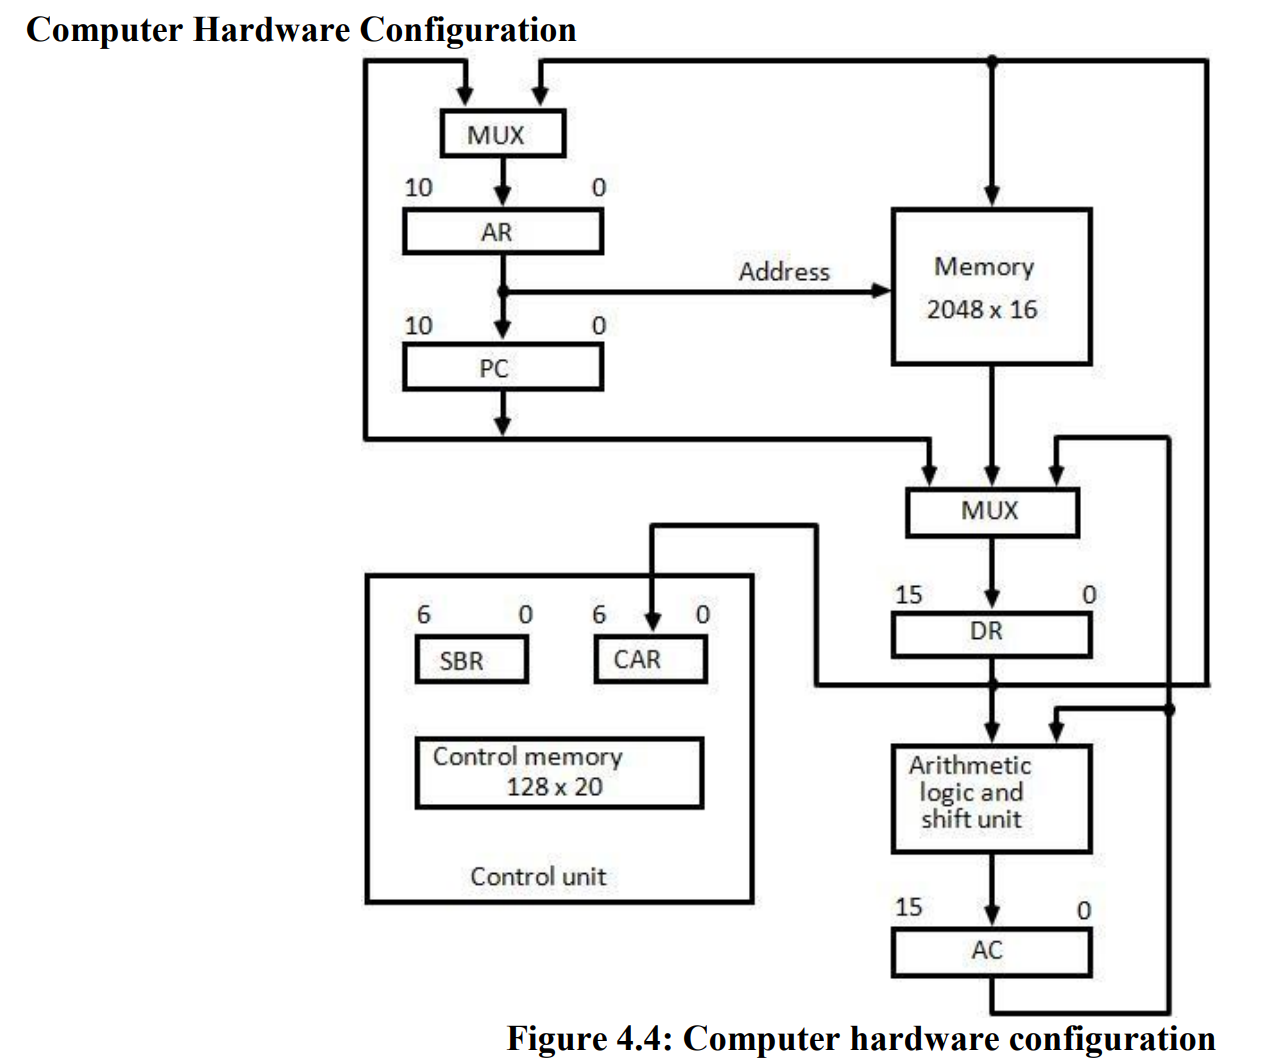 Computer Hardware Configuration
MUX
10 0
AR
Address
Memory
2048 x 16
10 0
PC
MUX
15 0
DR
6 0 6 0
SBR CAR
Control memory
128 x 20
Arithmetic
logic and
shift unit
Control unit
15 0
AC
Figure 4.4: Computer hardware configuration